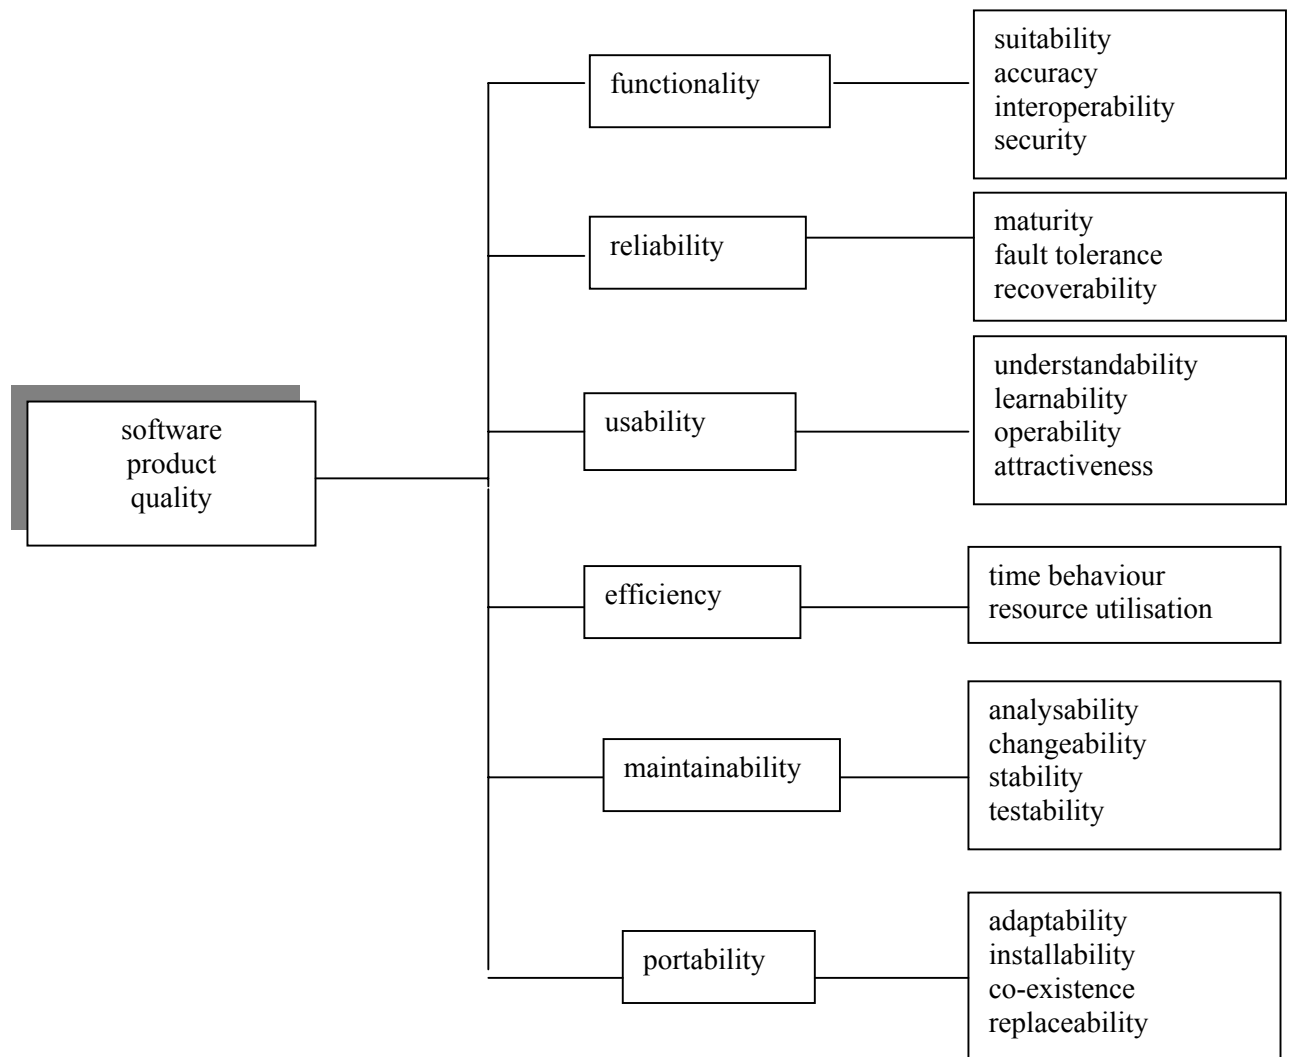 software
product
quality
functionality
suitability
accuracy
interoperability
security
reliability
maturity
fault tolerance
recoverability
usability
understandability
learnability
operability
attractiveness
efficiency
time behaviour
resource utilisation
maintainability
analysability
changeability
stability
testability
portability
adaptability
installability
co-existence
replaceability